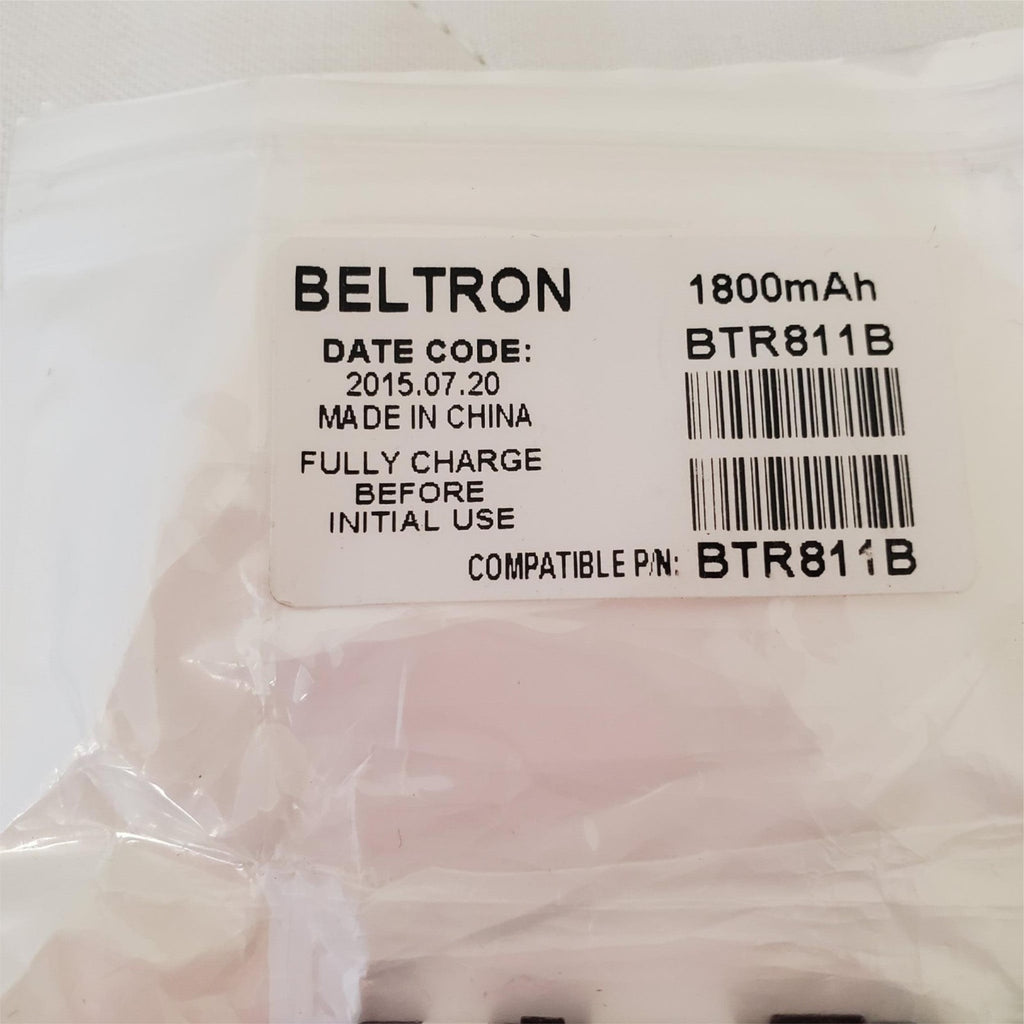 BELTRON
1800mAh
BTR811B
DATE CODE:
2015.07.20
MADE IN CHINA
FULLY CHARGE
BEFORE
INITIAL USE
COMPATIBLE P/N: BTR811B